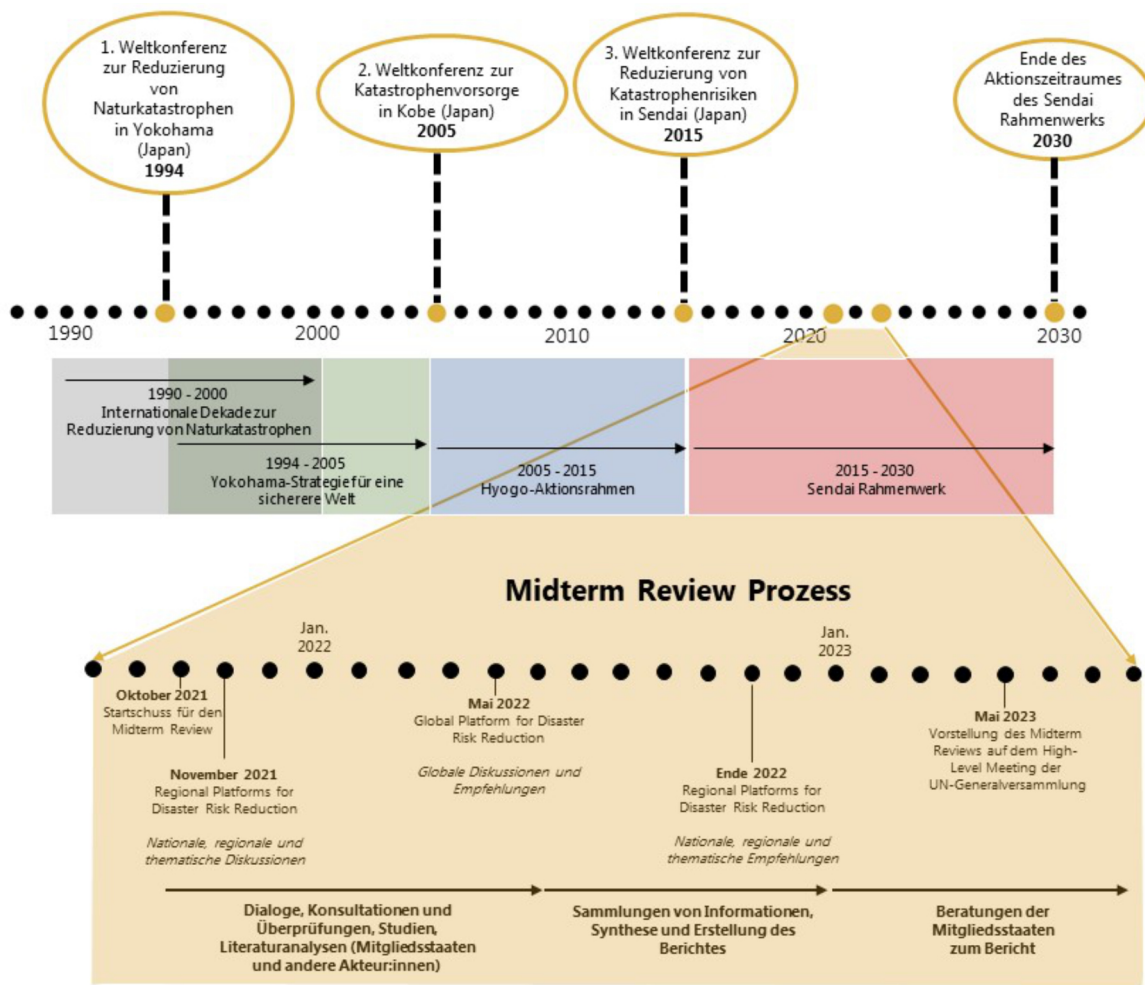 1. Weltkonferenz
zur Reduzierung
von
Naturkatastrophen
in Yokohama
(Japan)
1994
2. Weltkonferenz zur
Katastrophenvorsorge
in Kobe (Japan)
2005
3. Weltkonferenz zur
Reduzierung von
Katastrophenrisiken
in Sendai (Japan)
2015
Ende des
Aktionszeitraumes
des Sendai
Rahmenwerks
2030
1990
2000
2010
2020
2030
1990 - 2000
Internationale Dekade zur
Reduzierung von Naturkatastrophen
1994 - 2005
Yokohama-Strategie für eine
sicherere Welt
2005 - 2015
Hyogo-Aktionsrahmen
2015 - 2030
Sendai Rahmenwerk
Midterm Review Prozess
Jan.
2022
Jan.
2023
Oktober 2021
Startschuss für den
Midterm Review
November 2021
Regional Platforms for
Disaster Risk Reduction
Nationale, regionale und
thematische Diskussionen
Mai 2022
Global Platform for Disaster
Risk Reduction
Globale Diskussionen und
Empfehlungen
Ende 2022
Regional Platforms for
Disaster Risk Reduction
Nationale, regionale und
thematische Empfehlungen
Mai 2023
Vorstellung des Midterm
Reviews auf dem High-
Level Meeting der
UN-Generalversammlung
Dialoge, Konsultationen und
Überprüfungen, Studien,
Literaturanalysen (Mitgliedsstaaten
und andere Akteur:innen)
Sammlungen von Informationen,
Synthese und Erstellung des
Berichtes
Beratungen der
Mitgliedsstaaten
zum Bericht